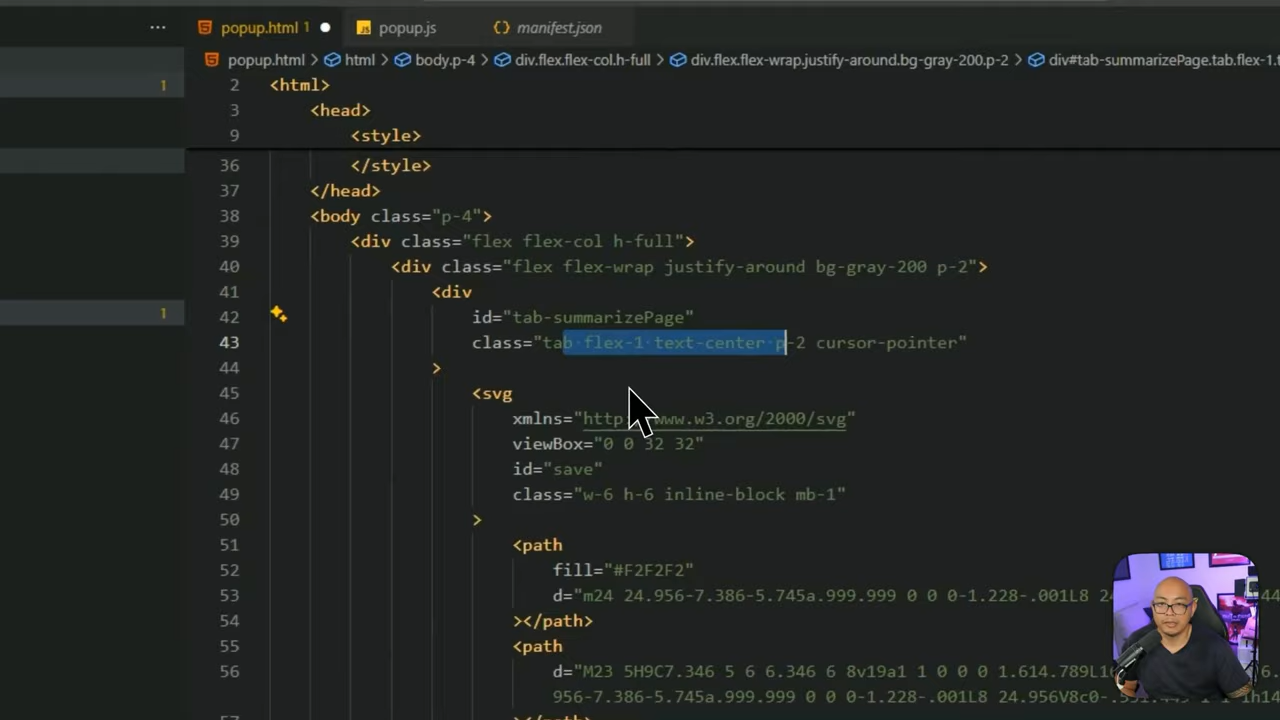 popup.html 1
popup.js
manifest.json
popup.html > html > body.p-4 > div.flex.flex-col.h-full > div.flex.flex-wrap.justify-around.bg-gray-200.p-2 > div#tab-summarizePage.tab.flex-1.
1
2 <html>
3 <head>
9 <style>
36 </style>
37 </head>
38 <body class="p-4">
39 <div class="flex flex-col h-full">
40 <div class="flex flex-wrap justify-around bg-gray-200 p-2">
41 <div
1
42 id="tab-summarizePage"
43 class="tab flex-1 text-center p-2 cursor-pointer"
44 >
45 <svg
46 xmlns="http www.w3.org/2000/svg"
47 viewBox="0 0 32 32"
48 id="save"
49 class="w-6 h-6 inline-block mb-1"
50 >
51 <path
52 fill="#F2F2F2"
53 d="m24 24.956-7.386-5.745a.999.999 0 0 0-1.228-.001L8 24
54 ></path>
55 <path
56 d="M23 5H9C7.346 5 6 6.346 6 8v19a1 1 0 0 0 1.614.789L16
956-7.386-5.745a.999.999 0 0 0-1.228-.001L8 24.956V8c0-